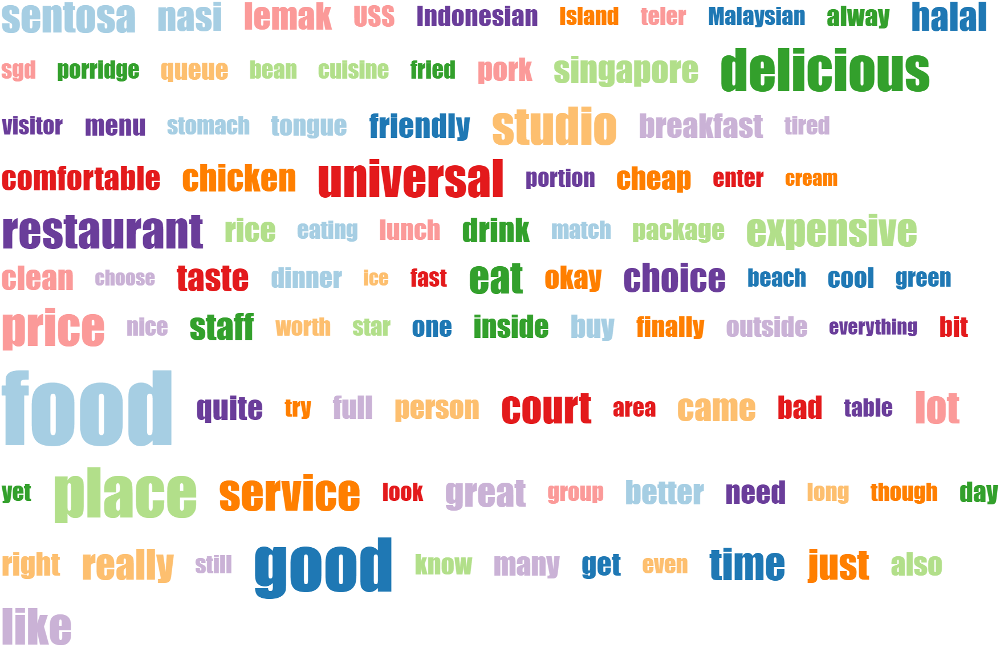 sentosa nasi lemak USS Indonesian Island teler Malaysian alway halal
sgd porridge queue bean cuisine fried pork singapore delicious
visitor menu stomach tongue friendly studio breakfast tired
comfortable chicken universal portion cheap enter cream
restaurant rice eating lunch drink match package expensive
clean choose taste dinner ice fast eat okay choice beach cool green
price nice staff worth star one inside buy finally outside everything bit
food quite try full person court area came bad table lot
yet place service look great group better need long though day
right really still good know many get even time just also
like